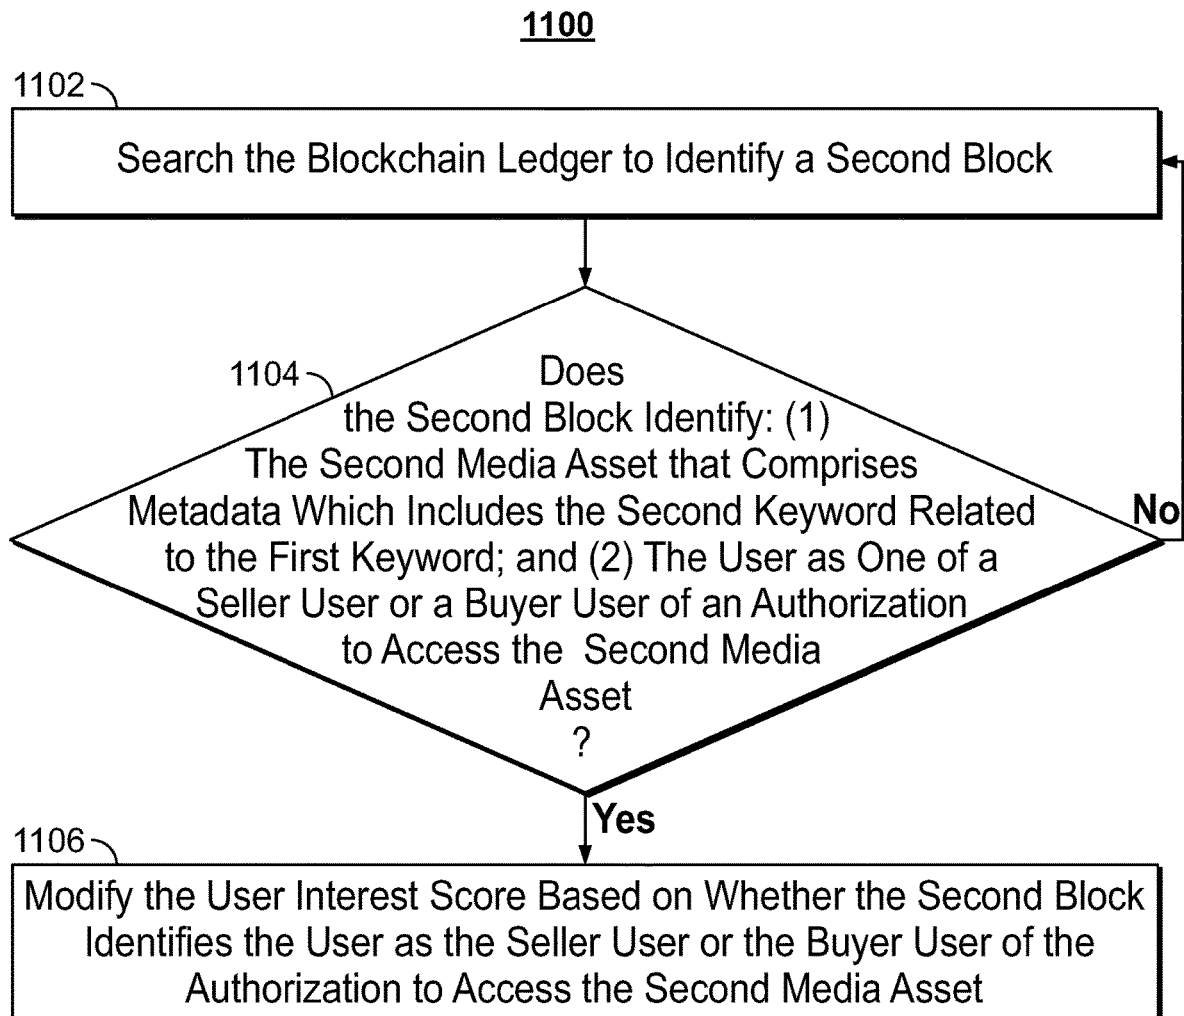 1100
1102
Search the Blockchain Ledger to Identify a Second Block
1104
Does
the Second Block Identify: (1)
The Second Media Asset that Comprises
Metadata Which Includes the Second Keyword Related
to the First Keyword; and (2) The User as One of a
Seller User or a Buyer User of an Authorization
to Access the Second Media
Asset
?
No
Yes
1106
Modify the User Interest Score Based on Whether the Second Block
Identifies the User as the Seller User or the Buyer User of the
Authorization to Access the Second Media Asset